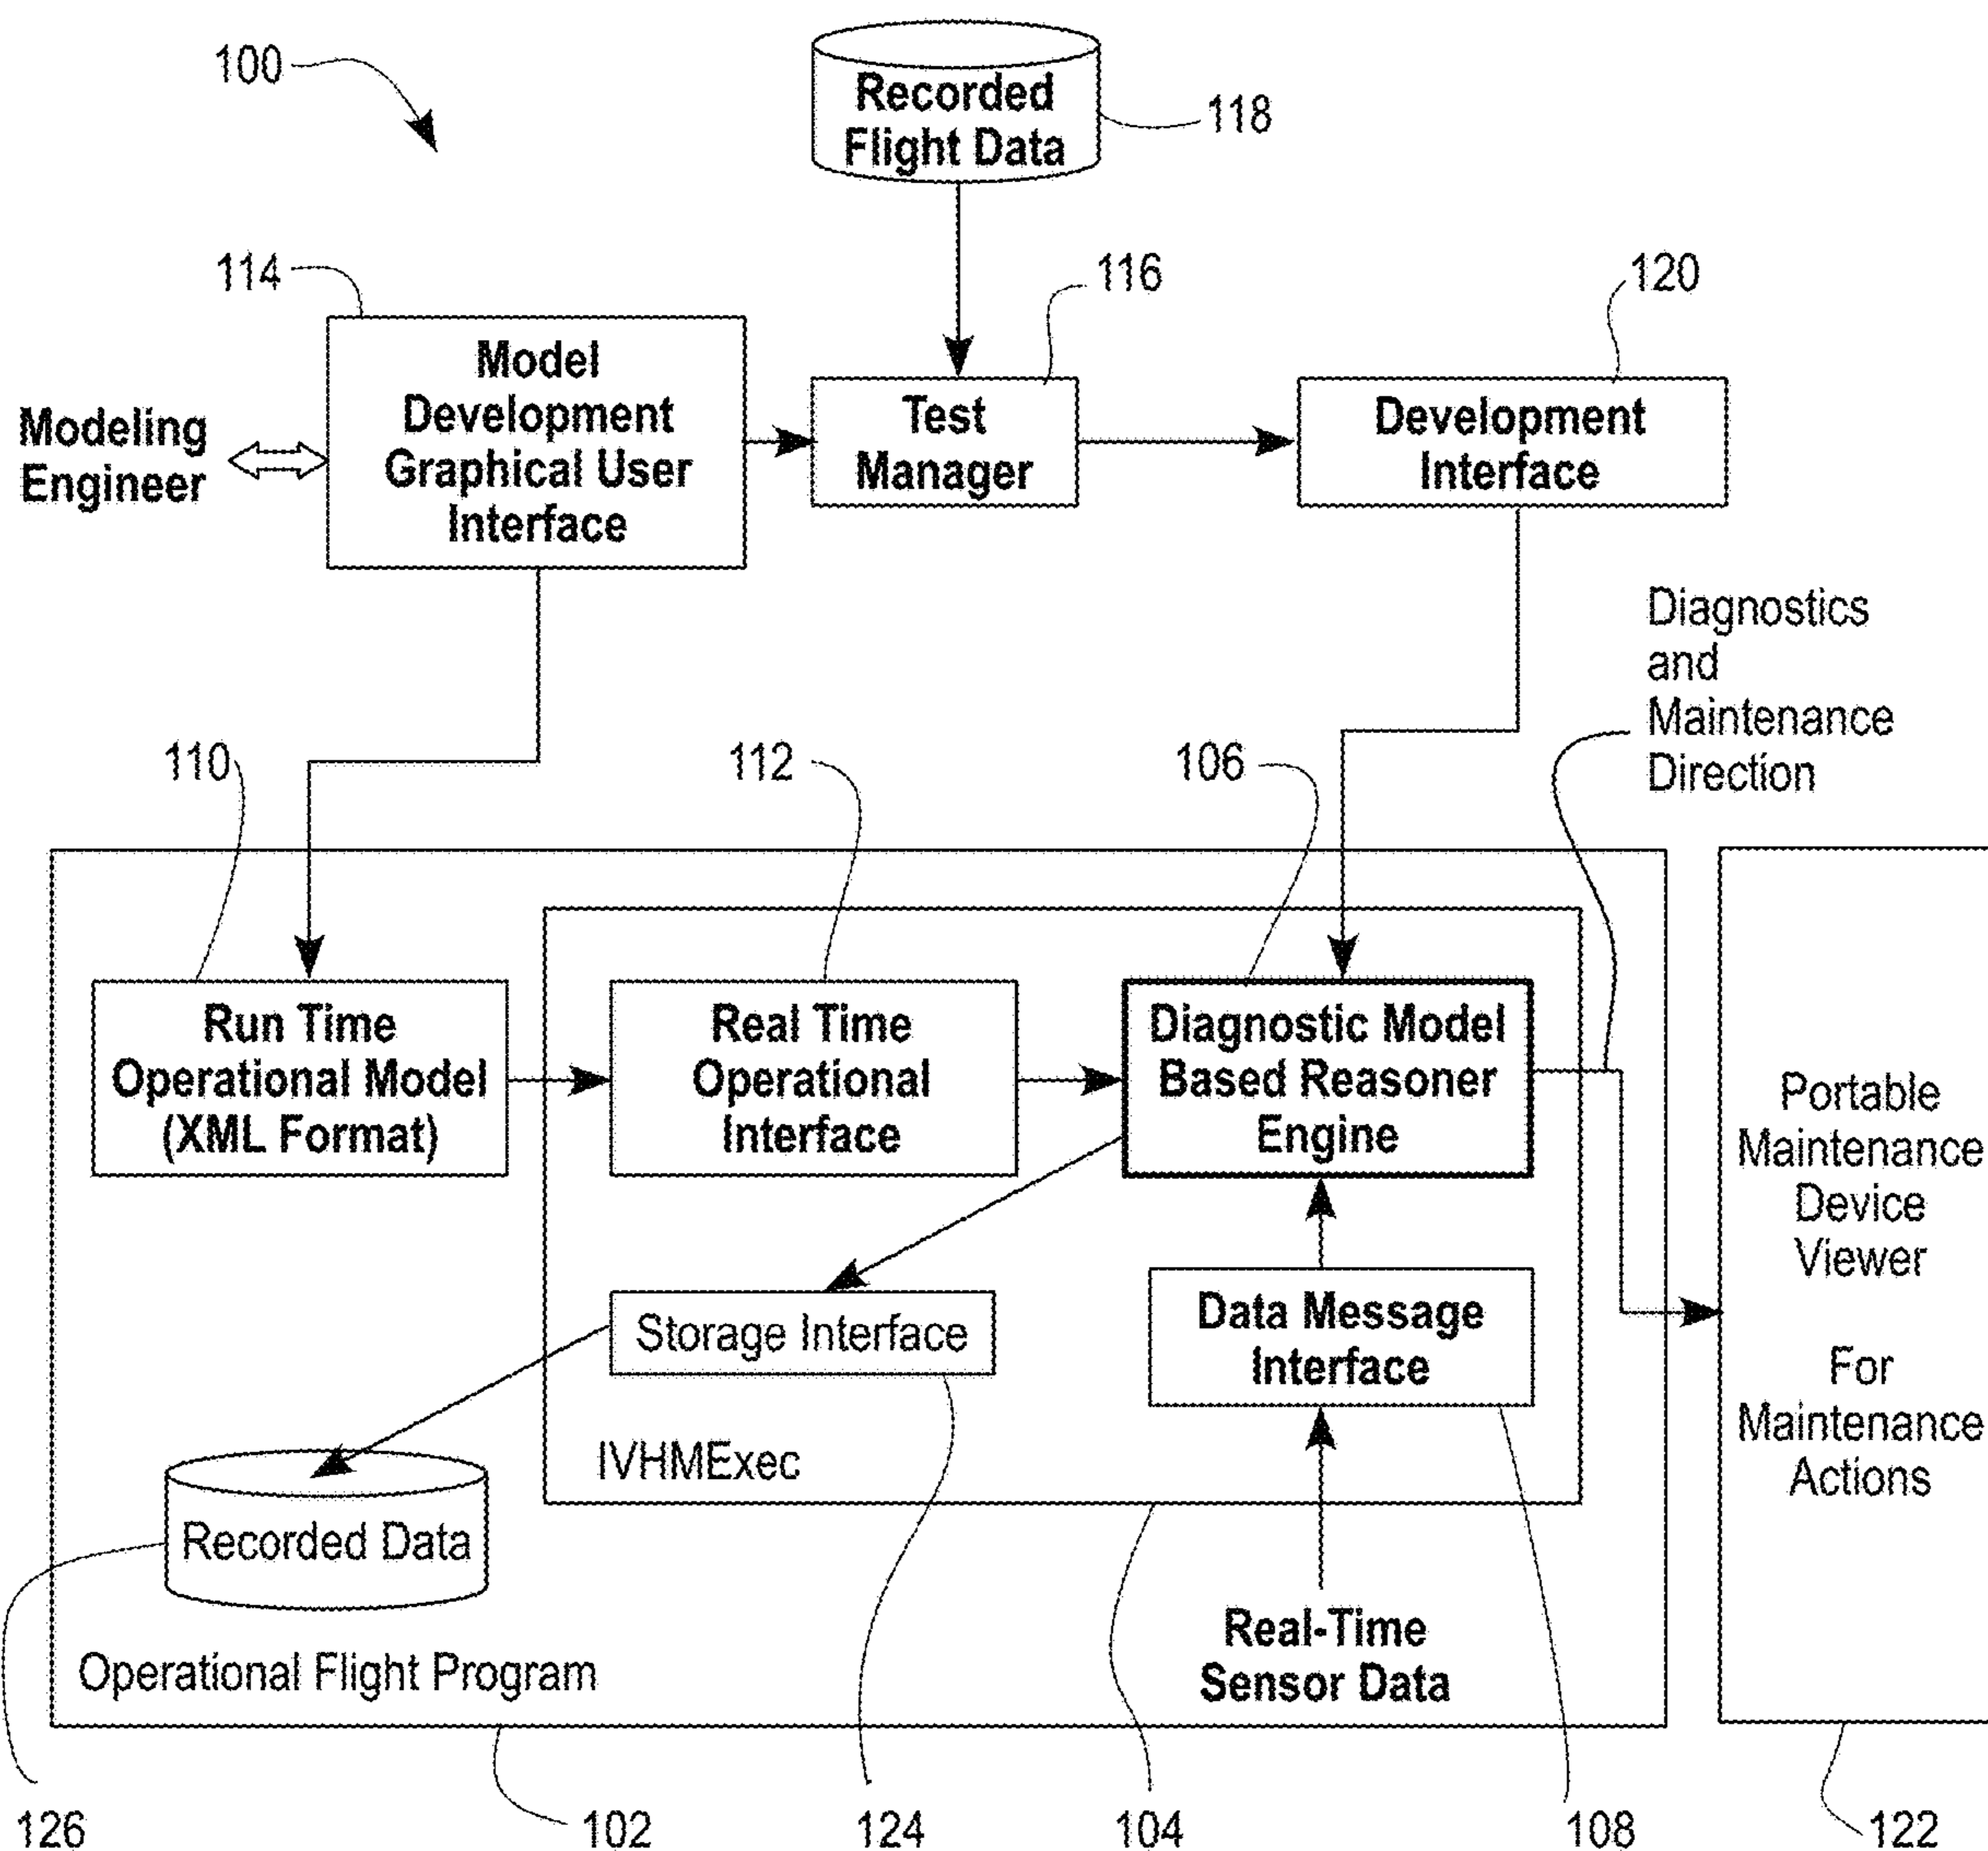 100
Recorded
Flight Data
118
114
116
120
Modeling
Engineer
Model
Development
Graphical User
Interface
Test
Manager
Development
Interface
Diagnostics
and
Maintenance
Direction
110
112
106
Run Time
Operational Model
(XML Format)
Real Time
Operational
Interface
Diagnostic Model
Based Reasoner
Engine
Portable
Maintenance
Device
Viewer
For
Maintenance
Actions
Storage Interface
Data Message
Interface
IVHMExec
Recorded Data
Real-Time
Sensor Data
Operational Flight Program
126
102
124
104
108
122